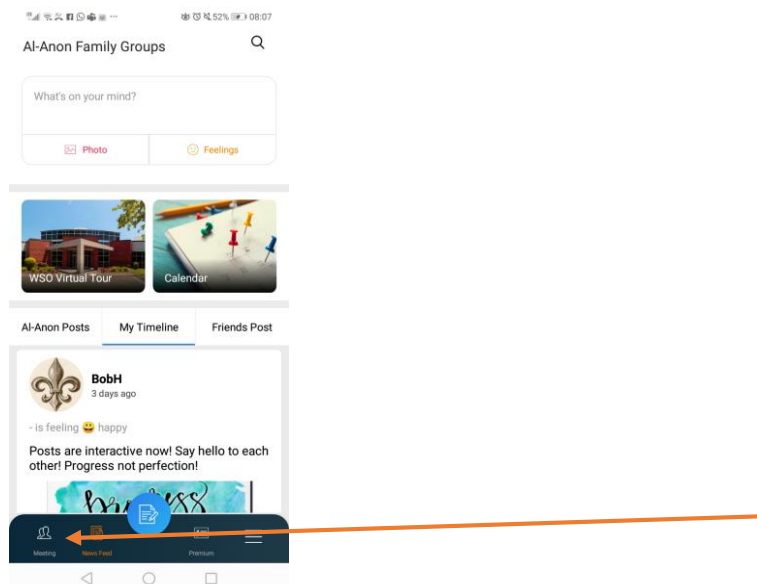 52% 08:07
Al-Anon Family Groups
What's on your mind?
Photo
Feelings
WSO Virtual Tour
Calendar
Al-Anon Posts
My Timeline
Friends Post
BobH
3 days ago
- is feeling 😀 happy
Posts are interactive now! Say hello to each
other! Progress not perfection!
Meeting
News Feed
Premium